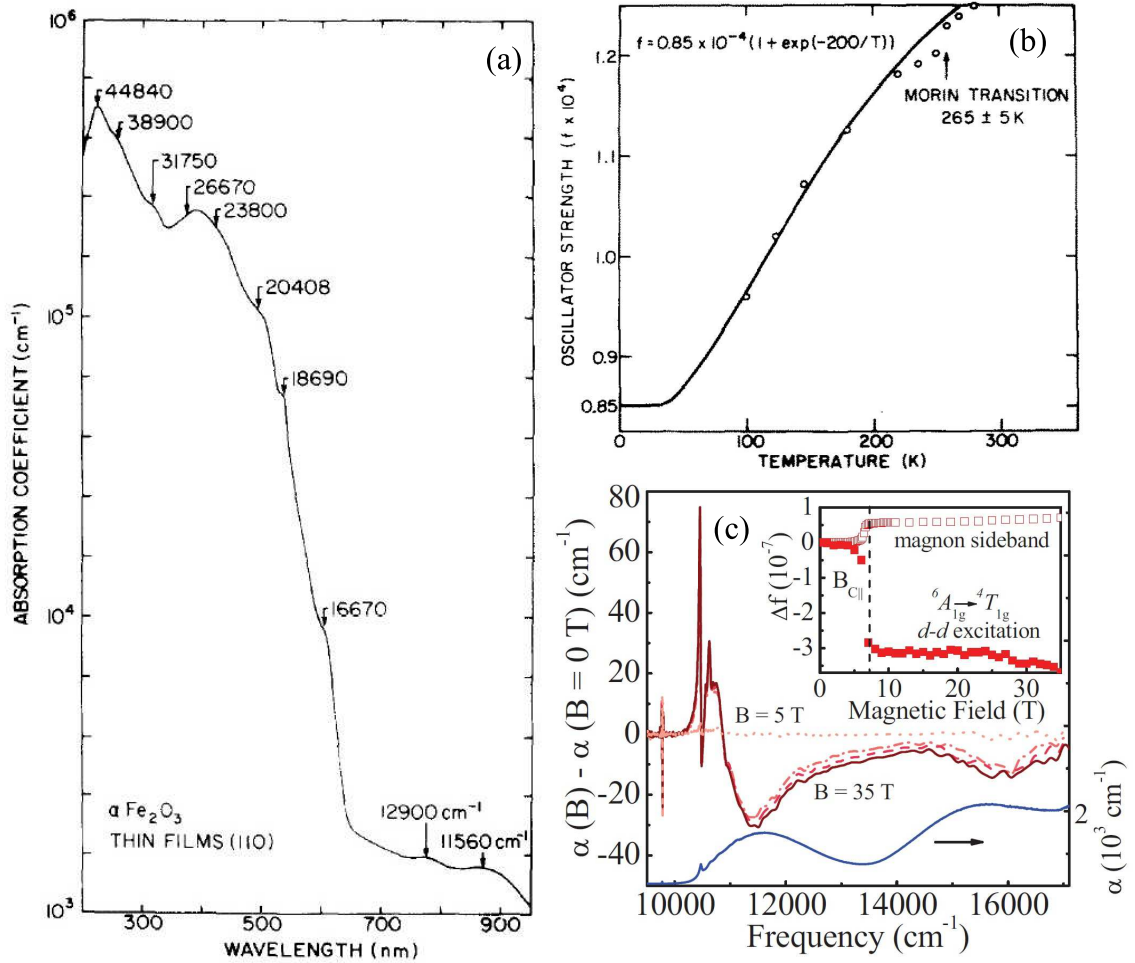 (a)
10⁶
44840
38900
31750
26670
23800
20408
10⁵
18690
10⁴
16670
12900 cm⁻¹
11560 cm⁻¹
α Fe₂O₃
THIN FILMS (110)
10³
300 500 700 900
WAVELENGTH (nm)
ABSORPTION COEFFICIENT (cm⁻¹)
(b)
f = 0.85 x 10⁻⁴ (1 + exp(-200/T))
MORIN TRANSITION
265 ± 5 K
OSCILLATOR STRENGTH (f x 10⁴)
1.2
1.1
1.0
0.9
0.85
0 100 200 300
TEMPERATURE (K)
(c)
80
60
40
20
0
-20
-40
α (B) - α (B = 0 T) (cm⁻¹)
1
0
-1
-2
-3
Δf (10⁻⁷)
magnon sideband
B_C||
⁶A₁g→⁴T₁g
d-d excitation
0 10 20 30
Magnetic Field (T)
B = 5 T
B = 35 T
2
α (10³ cm⁻¹)
10000 12000 14000 16000
Frequency (cm⁻¹)